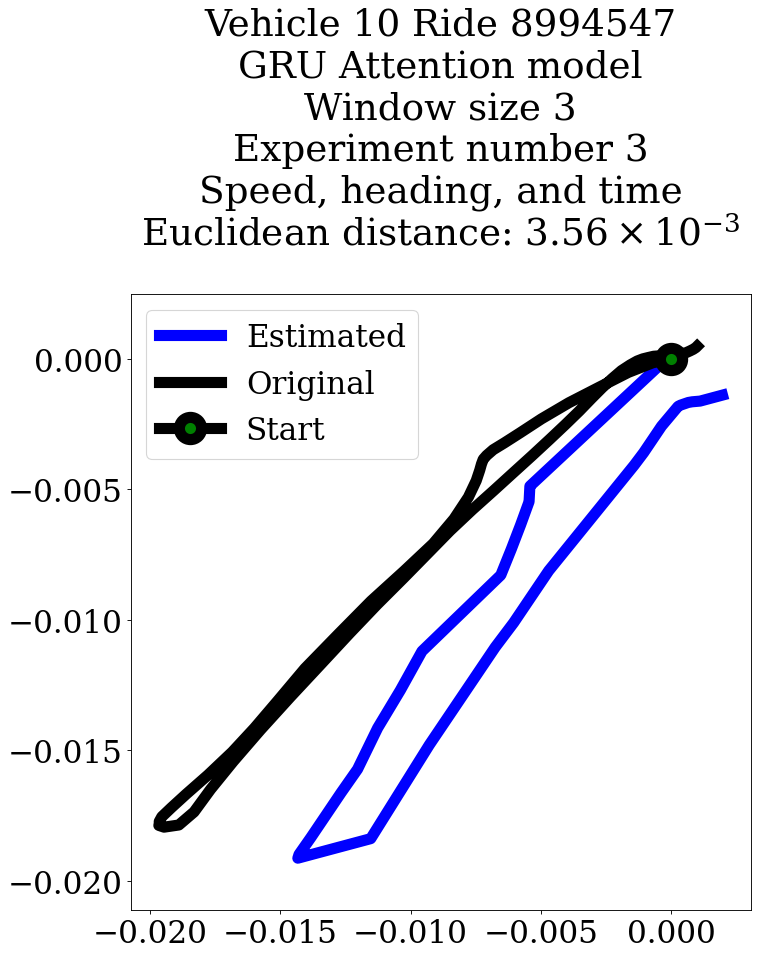 Vehicle 10 Ride 8994547
GRU Attention model
Window size 3
Experiment number 3
Speed, heading, and time
Euclidean distance: 3.56 × 10⁻³
Estimated
Original
Start
0.000
−0.005
−0.010
−0.015
−0.020
−0.020 −0.015 −0.010 −0.005 0.000